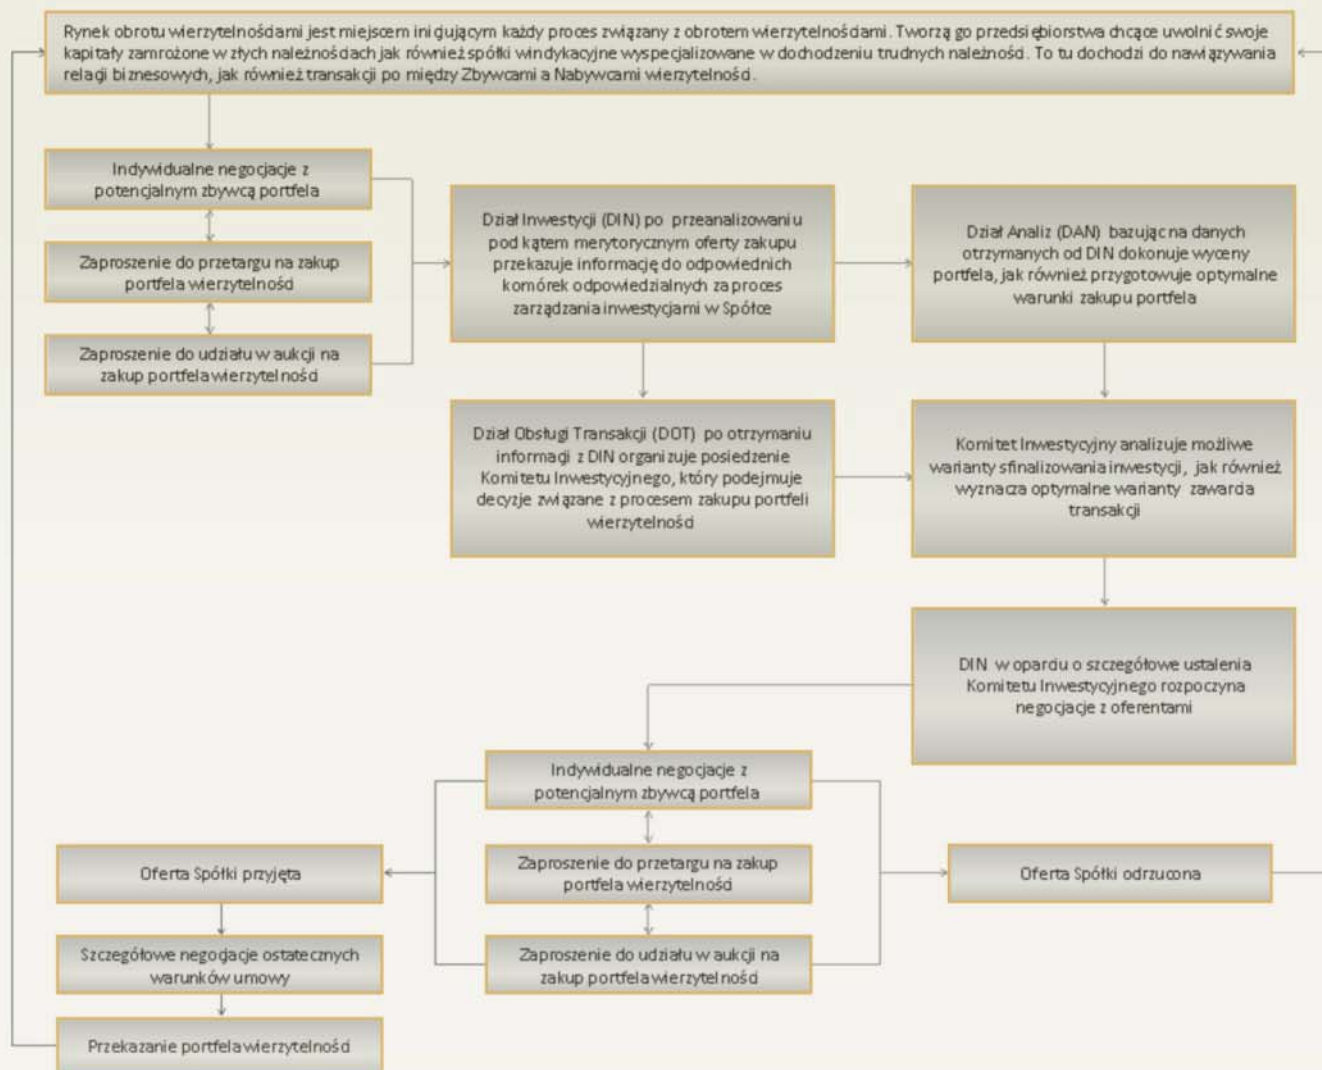 Rynek obrotu wierzytelnościami jest miejscem inicjującym każdy proces związany z obrotem wierzytelnościami. Tworzą go przedsiębiorstwa chcące uwolnić swoje
kapitały zamrożone w złych należnościach jak również spółki windykacyjne wyspecjalizowane w dochodzeniu trudnych należności. To tu dochodzi do nawiązywania
relacji biznesowych, jak również transakcji po między Zbywcami a Nabywcami wierzytelności.
Indywidualne negocjacje z
potencjalnym zbywcą portfela
Zaproszenie do przetargu na zakup
portfela wierzytelności
Zaproszenie do udziału w aukcji na
zakup portfela wierzytelności
Dział Inwestycji (DIN) po przeanalizowaniu
pod kątem merytorycznym oferty zakupu
przekazuje informację do odpowiednich
komórek odpowiedzialnych za proces
zarządzania inwestycjami w Spółce
Dział Analiz (DAN) bazując na danych
otrzymanych od DIN dokonuje wyceny
portfela, jak również przygotowuje optymalne
warunki zakupu portfela
Dział Obsługi Transakcji (DOT) po otrzymaniu
informacji z DIN organizuje posiedzenie
Komitetu Inwestycyjnego, który podejmuje
decyzje związane z procesem zakupu portfeli
wierzytelności
Komitet Inwestycyjny analizuje możliwe
warianty sfinalizowania inwestycji, jak również
wyznacza optymalne warianty zawarcia
transakcji
DIN w oparciu o szczegółowe ustalenia
Komitetu Inwestycyjnego rozpoczyna
negocjacje z oferentami
Indywidualne negocjacje z
potencjalnym zbywcą portfela
Zaproszenie do przetargu na zakup
portfela wierzytelności
Zaproszenie do udziału w aukcji na
zakup portfela wierzytelności
Oferta Spółki przyjęta
Szczegółowe negocjacje ostatecznych
warunków umowy
Przekazanie portfela wierzytelności
Oferta Spółki odrzucona